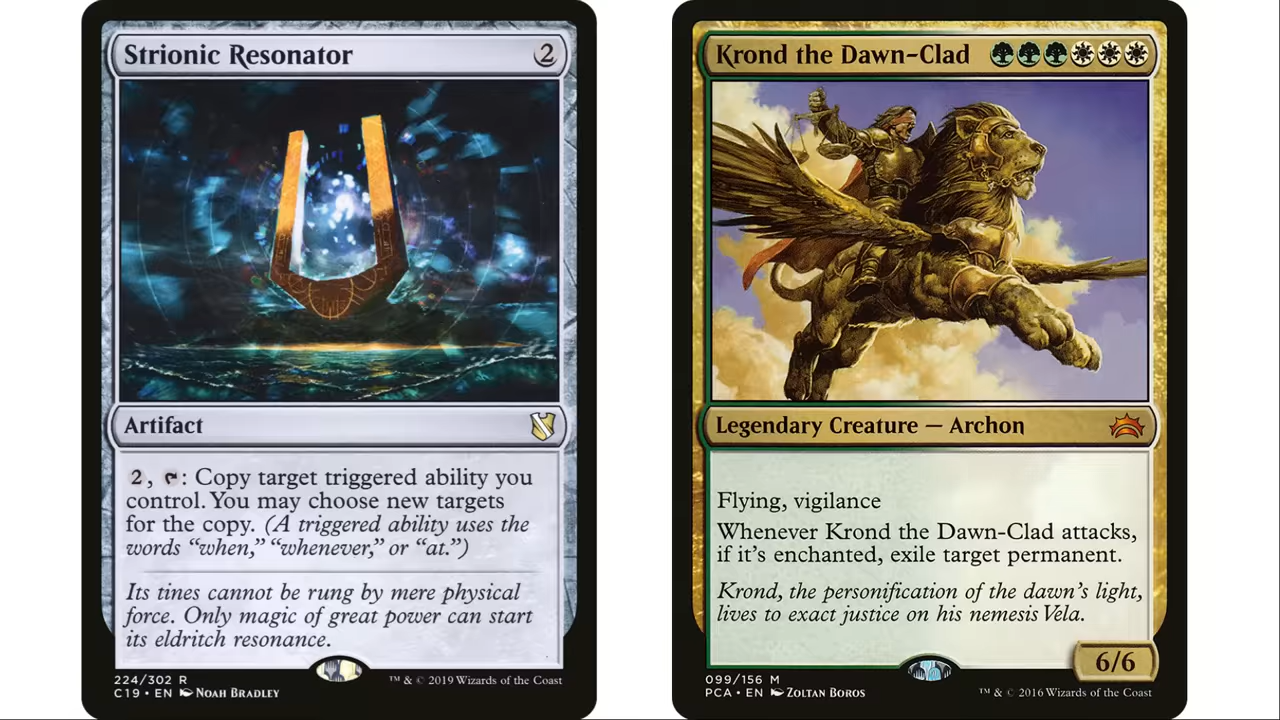 Strionic Resonator 2
Artifact
2, : Copy target triggered ability you
control. You may choose new targets
for the copy. (A triggered ability uses the
words “when,” “whenever,” or “at.”)
Its tines cannot be rung by mere physical
force. Only magic of great power can start
its eldritch resonance.
224/302 R
C19 • EN Noah Bradley
™ & © 2019 Wizards of the Coast
Krond the Dawn-Clad
Legendary Creature — Archon
Flying, vigilance
Whenever Krond the Dawn-Clad attacks,
if it's enchanted, exile target permanent.
Krond, the personification of the dawn's light,
lives to exact justice on his nemesis Vela.
6/6
099/156 M
PCA • EN Zoltan Boros
™ & © 2016 Wizards of the Coast